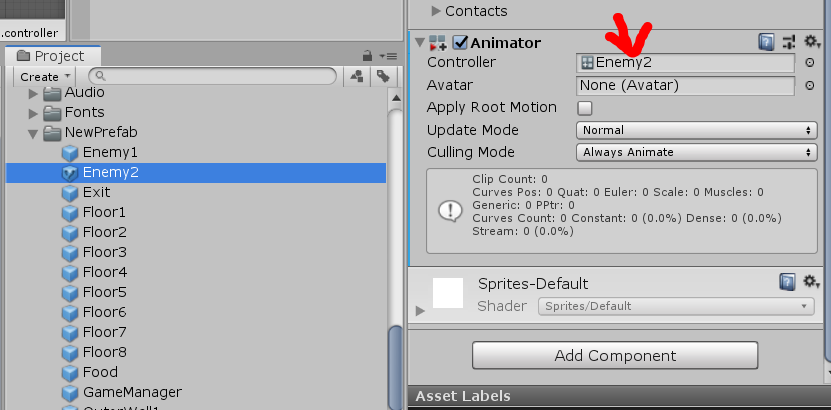 .controller
Project
Create
Audio
Fonts
NewPrefab
Enemy1
Enemy2
Exit
Floor1
Floor2
Floor3
Floor4
Floor5
Floor6
Floor7
Floor8
Food
GameManager
OuterWall1
Contacts
Animator
Controller
Enemy2
Avatar
None (Avatar)
Apply Root Motion
Update Mode
Normal
Culling Mode
Always Animate
Clip Count: 0
Curves Pos: 0 Quat: 0 Euler: 0 Scale: 0 Muscles: 0
Generic: 0 PPtr: 0
Curves Count: 0 Constant: 0 (0.0%) Dense: 0 (0.0%)
Stream: 0 (0.0%)
Sprites-Default
Shader
Sprites/Default
Add Component
Asset Labels